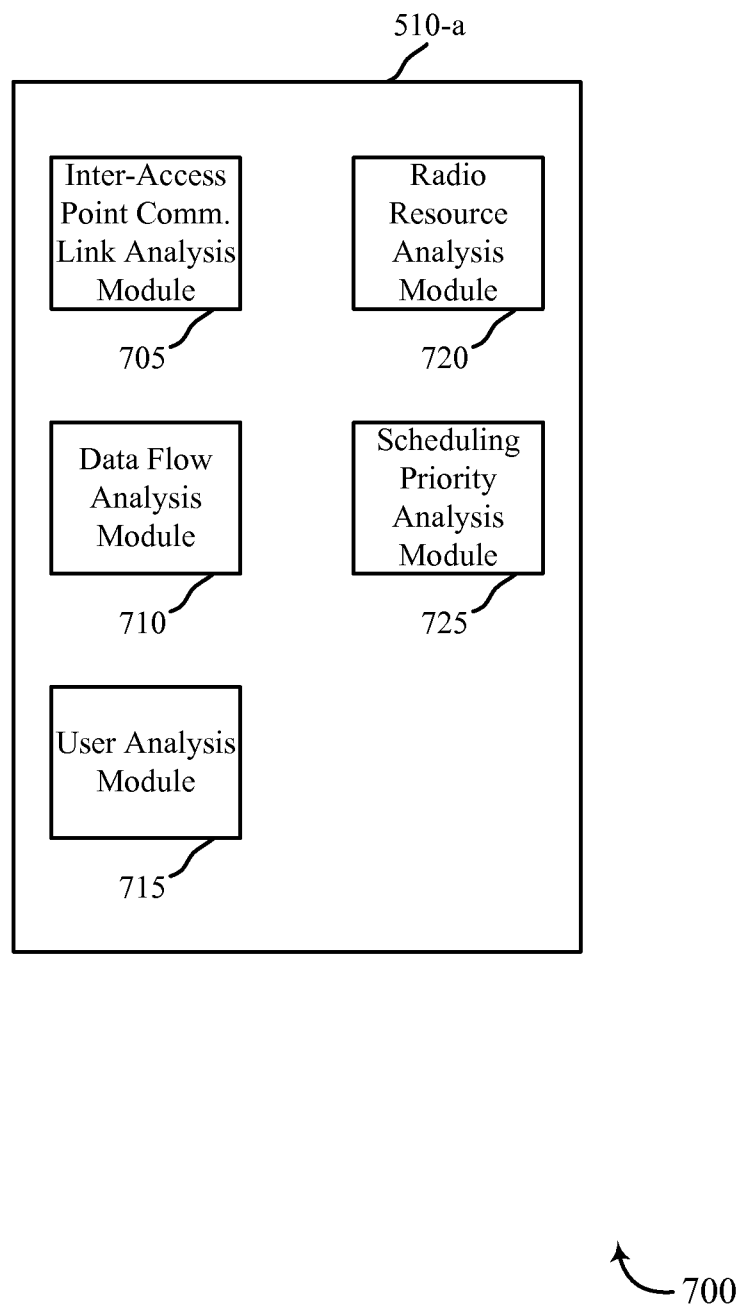 510-a
Inter-Access
Point Comm.
Link Analysis
Module
705
Radio
Resource
Analysis
Module
720
Data Flow
Analysis
Module
710
Scheduling
Priority
Analysis
Module
725
User Analysis
Module
715
700